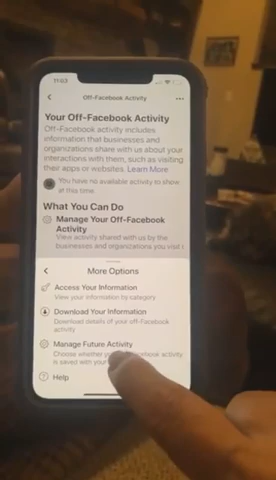 11:03
Off-Facebook Activity
Your Off-Facebook Activity
Off-Facebook activity includes
information that businesses and
organizations share with us about your
interactions with them, such as visiting
their apps or websites. Learn More
You have no available activity to show
at this time.
What You Can Do
Manage Your Off-Facebook
Activity
View activity shared with us by the
businesses and organizations you visit
More Options
Access Your Information
View your information by category
Download Your Information
Download details of your off-Facebook
activity
Manage Future Activity
Choose whether activity
is saved with your
Help